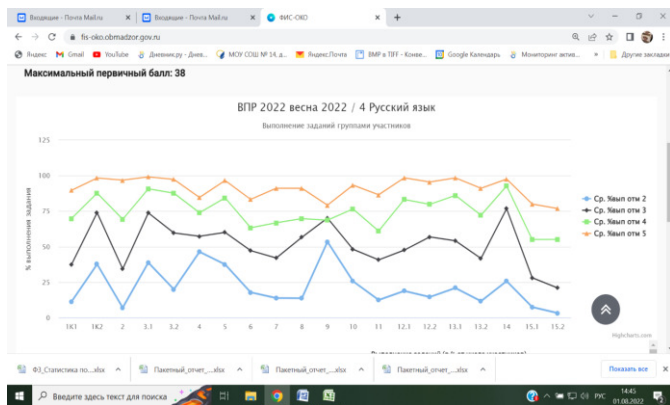 Входящие - Почта Mail.ru
Входящие - Почта Mail.ru
ФИС-ОКО
fis-oko.obrnadzor.gov.ru
Яндекс
Gmail
YouTube
Дневник.ру - Днев...
МОУ СОШ № 14, д...
Яндекс.Почта
BMP в TIFF - Конве...
Google Календарь
Мониторинг актив...
»
Другие закладки
Максимальный первичный балл: 38
ВПР 2022 весна 2022 / 4 Русский язык
Выполнение заданий группами участников
% выполнения задания
125
100
75
50
25
0
1К1 1К2 2 3.1 3.2 4 5 6 7 8 9 10 11 12.1 12.2 13.1 13.2 14 15.1 15.2
Ср. %вып отм 2
Ср. %вып отм 3
Ср. %вып отм 4
Ср. %вып отм 5
Highcharts.com
ФЗ_Статистика по....xlsx
Пакетный_отчет_....xlsx
Пакетный_отчет_....xlsx
Пакетный_отчет_....xlsx
Показать все
Введите здесь текст для поиска
РУС
14:45
01.08.2022